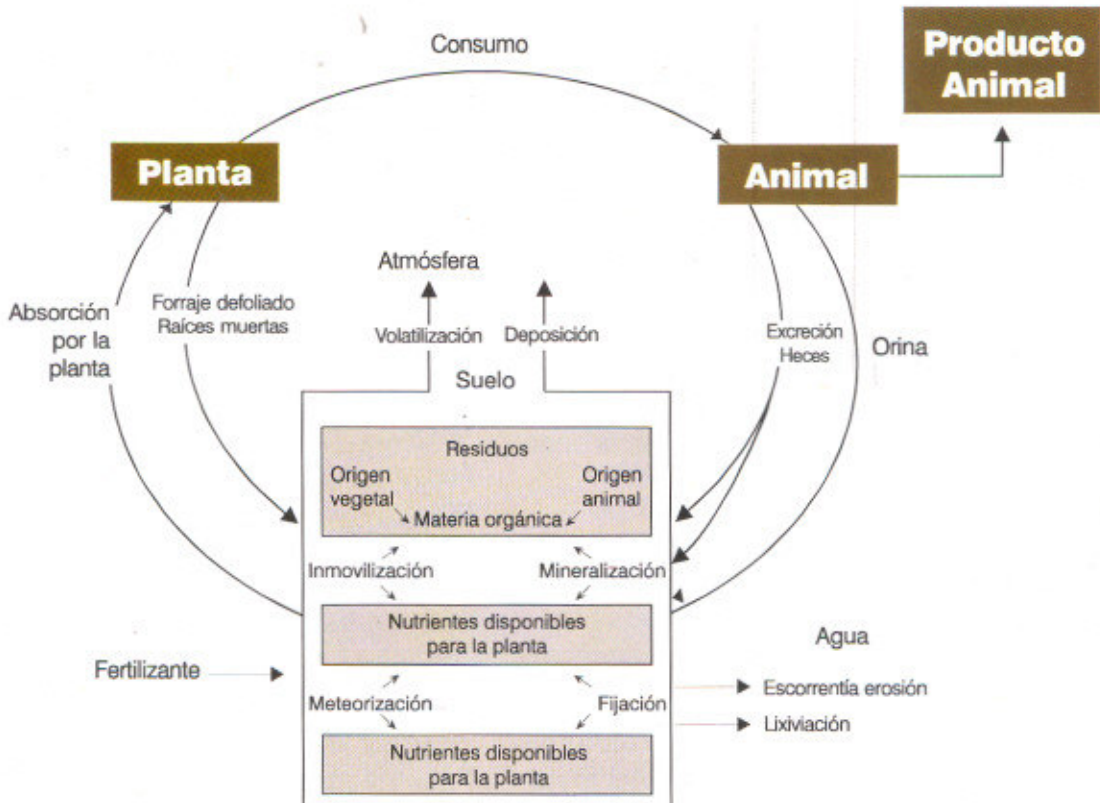 Consumo
Producto
Animal
Planta
Animal
Atmósfera
Absorción
por la
planta
Forraje defoliado
Raíces muertas
Volatilización
Deposición
Excreción
Heces
Orina
Suelo
Residuos
Origen
vegetal
Origen
animal
Materia orgánica
Inmovilización
Mineralización
Nutrientes disponibles
para la planta
Agua
Fertilizante
Escorrentía erosión
Meteorización
Fijación
Lixiviación
Nutrientes disponibles
para la planta